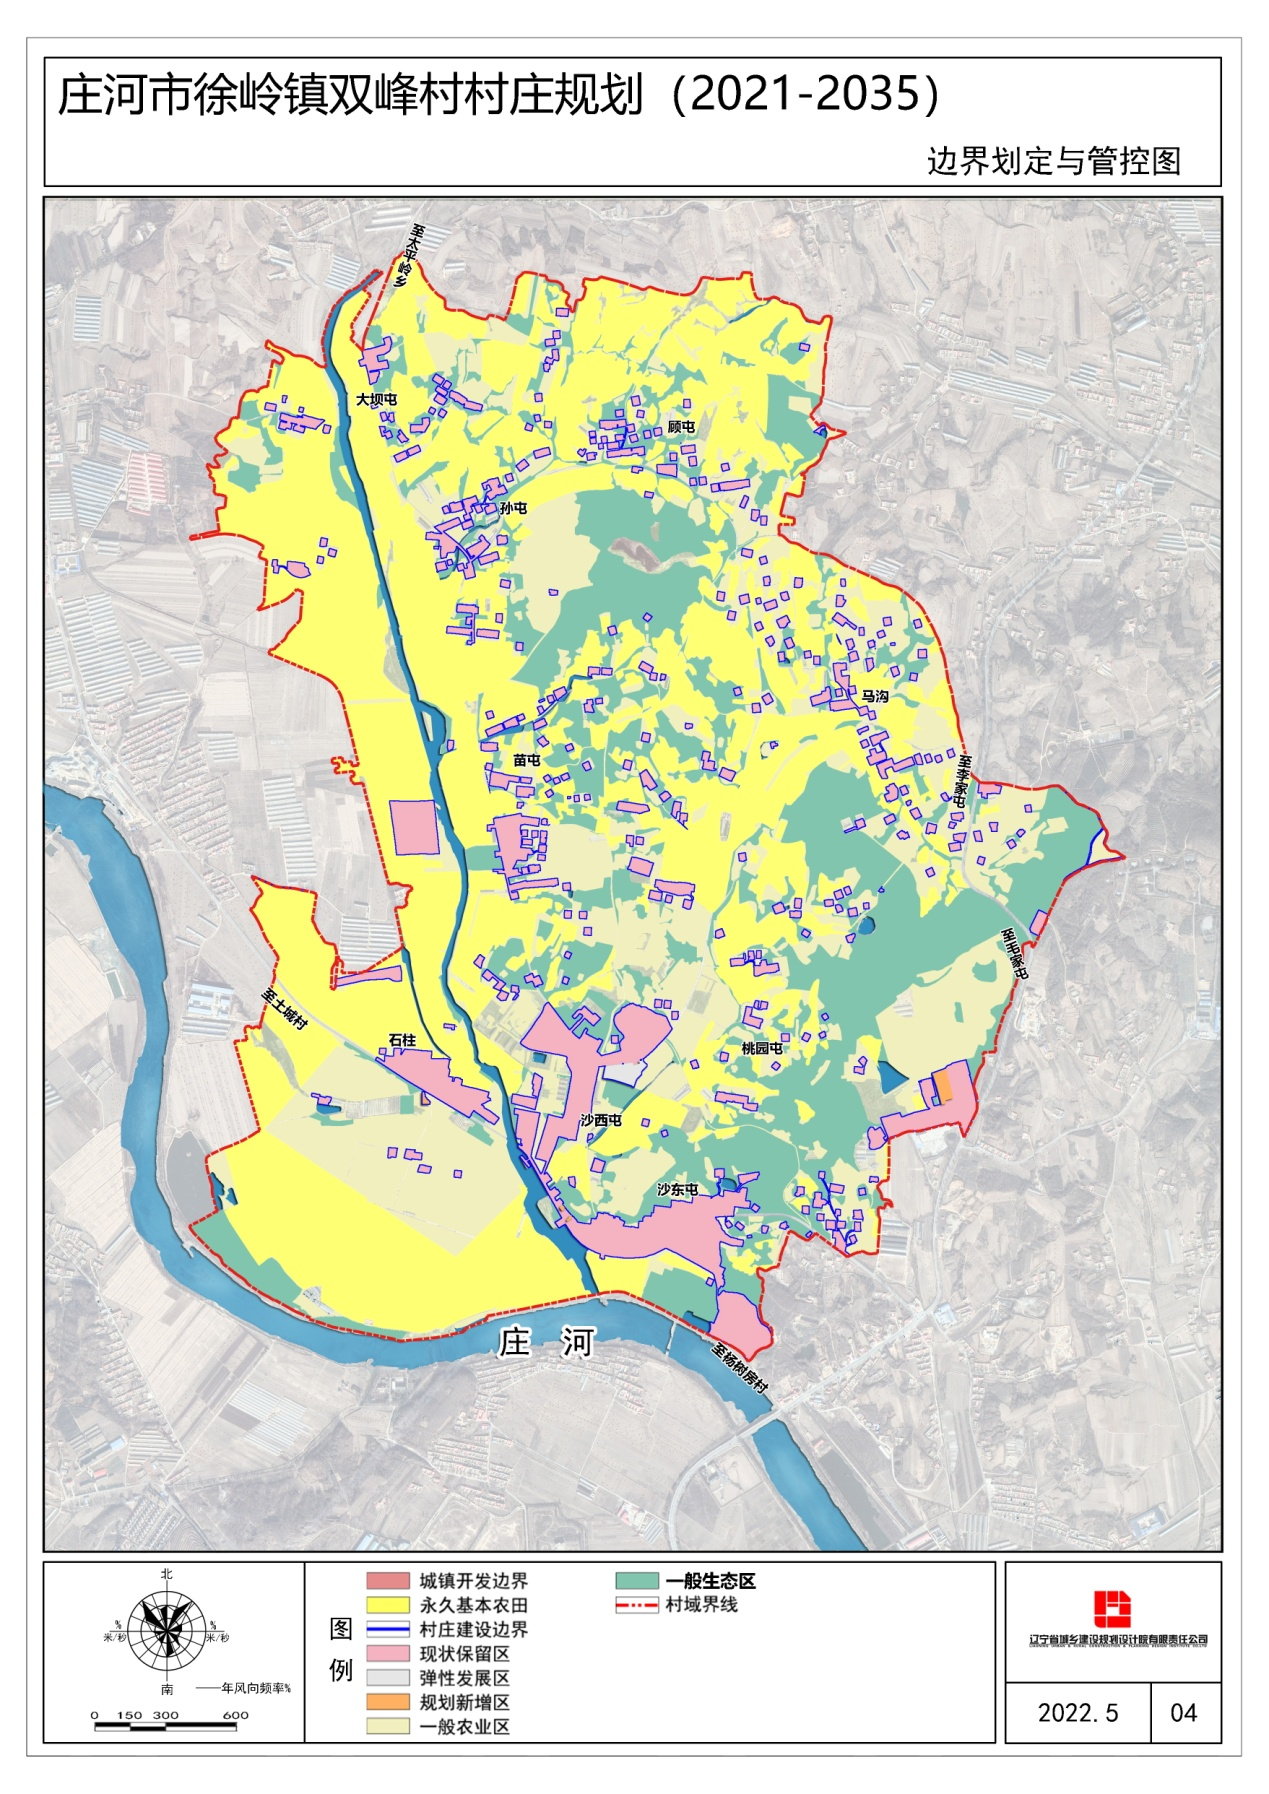 庄河市徐岭镇双峰村村庄规划（2021-2035）
边界划定与管控图
至太平岭乡
大坝屯
顾屯
孙屯
马沟
苗屯
至李家屯
至毛家屯
至土城村
石柱
桃园屯
沙西屯
沙东屯
庄 河
至杨树房村
北
%
米/秒
%
米/秒
南
年风向频率%
0 150 300 600
图例
城镇开发边界
永久基本农田
村庄建设边界
现状保留区
弹性发展区
规划新增区
一般农业区
一般生态区
村域界线
辽宁省城乡建设规划设计院有限责任公司
2022.5
04